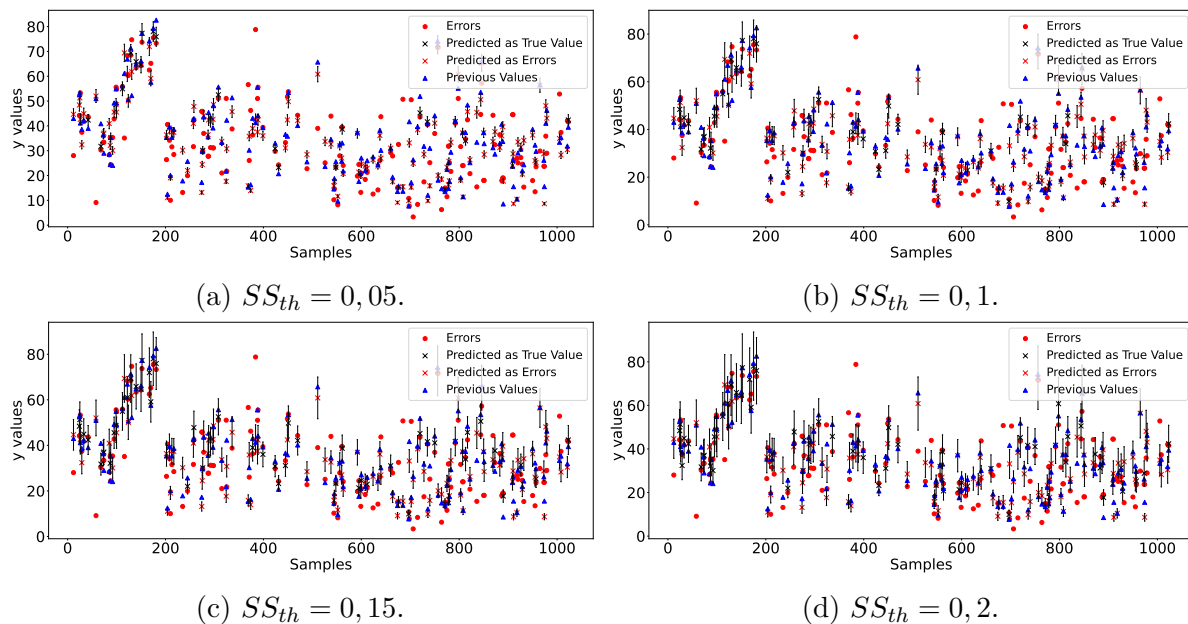 80
70
60
50
40
30
20
10
0
y values
Errors
Predicted as True Value
Predicted as Errors
Previous Values
0 200 400 600 800 1000
Samples
(a) SS_th = 0, 05.
80
60
40
20
0
y values
Errors
Predicted as True Value
Predicted as Errors
Previous Values
0 200 400 600 800 1000
Samples
(b) SS_th = 0, 1.
80
60
40
20
0
y values
Errors
Predicted as True Value
Predicted as Errors
Previous Values
0 200 400 600 800 1000
Samples
(c) SS_th = 0, 15.
80
60
40
20
0
y values
Errors
Predicted as True Value
Predicted as Errors
Previous Values
0 200 400 600 800 1000
Samples
(d) SS_th = 0, 2.